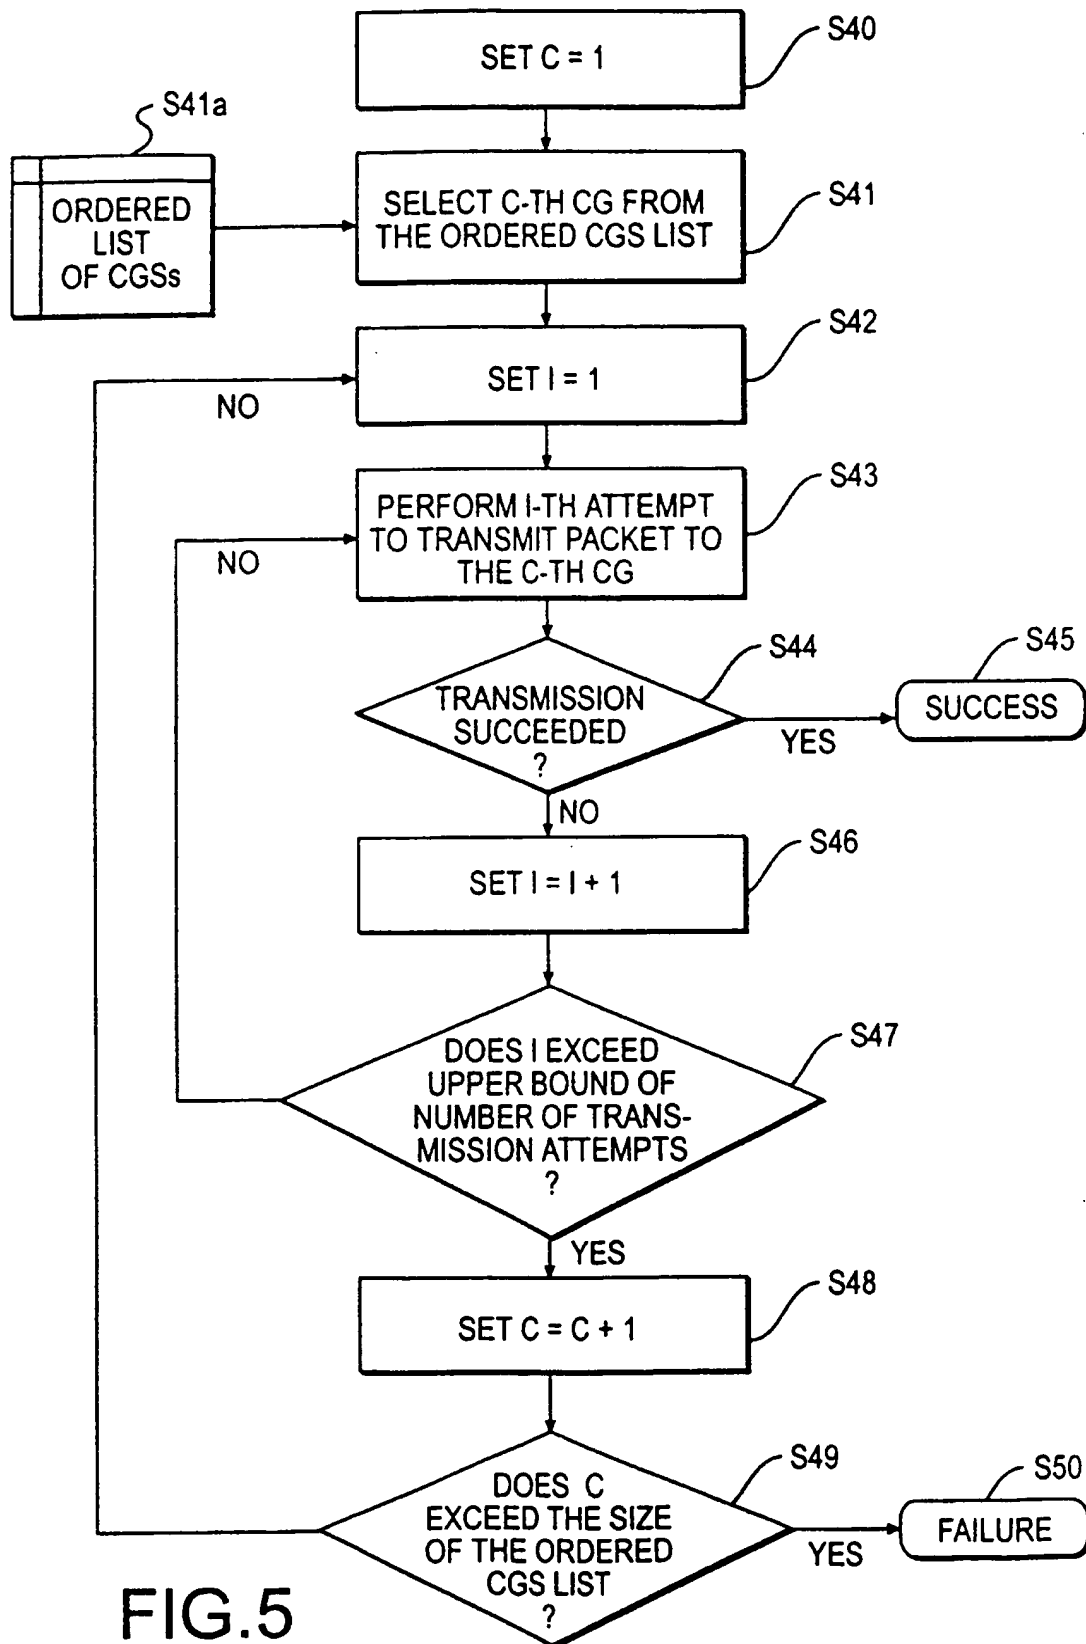 SET C = 1
S40
S41a
ORDERED
LIST
OF CGSs
SELECT C-TH CG FROM
THE ORDERED CGS LIST
S41
SET I = 1
S42
NO
PERFORM I-TH ATTEMPT
TO TRANSMIT PACKET TO
THE C-TH CG
S43
NO
TRANSMISSION
SUCCEEDED
?
S44
YES
SUCCESS
S45
NO
SET I = I + 1
S46
DOES I EXCEED
UPPER BOUND OF
NUMBER OF TRANS-
MISSION ATTEMPTS
?
S47
YES
SET C = C + 1
S48
DOES C
EXCEED THE SIZE
OF THE ORDERED
CGS LIST
?
S49
YES
FAILURE
S50
FIG.5